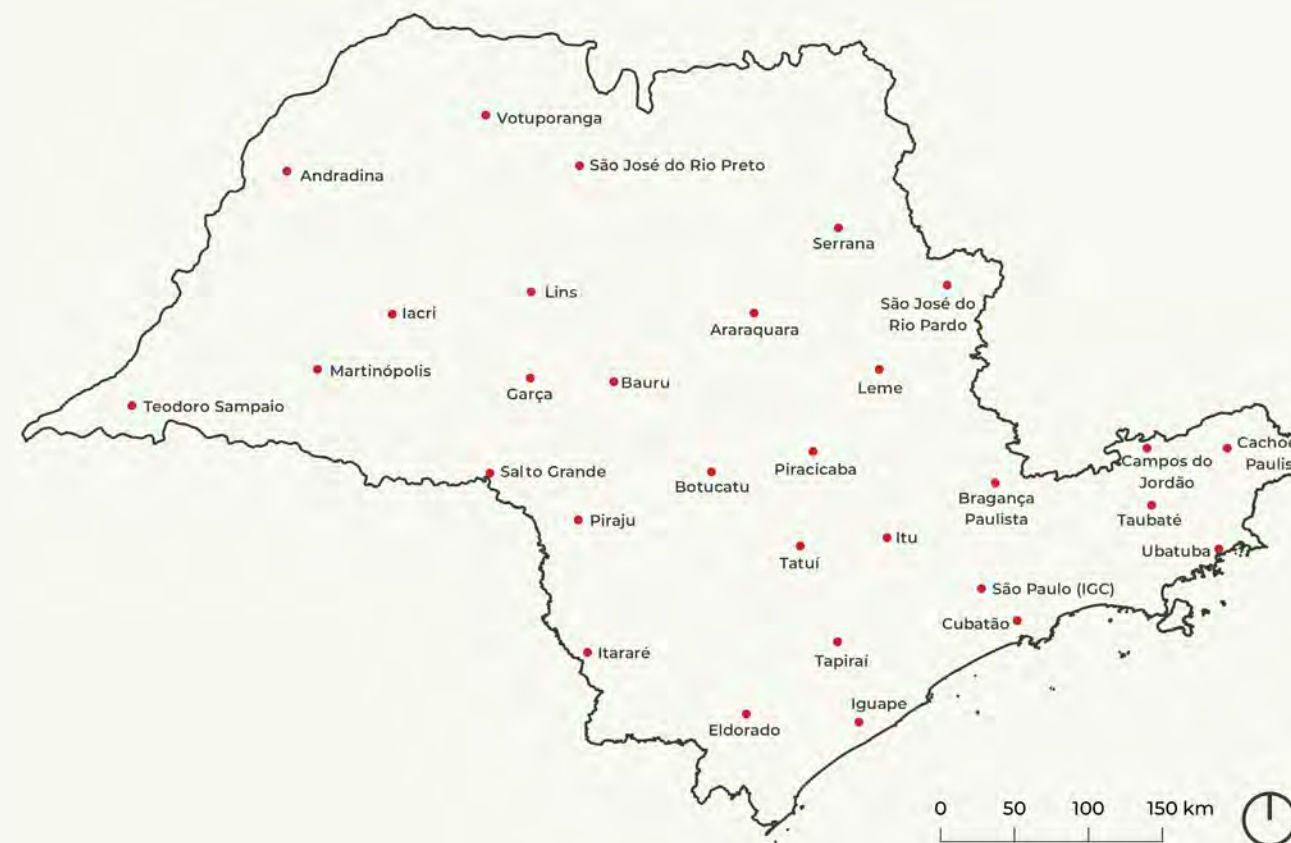 Votuporanga
São José do Rio Preto
Andradina
Serrana
São José do
Rio Pardo
Lins
Iacri
Araraquara
Martinópolis
Garça
Bauru
Leme
Teodoro Sampaio
Salto Grande
Botucatu
Piracicaba
Bragança
Paulista
Campos do
Jordão
Taubaté
Ubatuba
Piraju
Tatuí
Itu
São Paulo (IGC)
Cubatão
Itararé
Tapiraí
Iguape
Eldorado
0 50 100 150 km